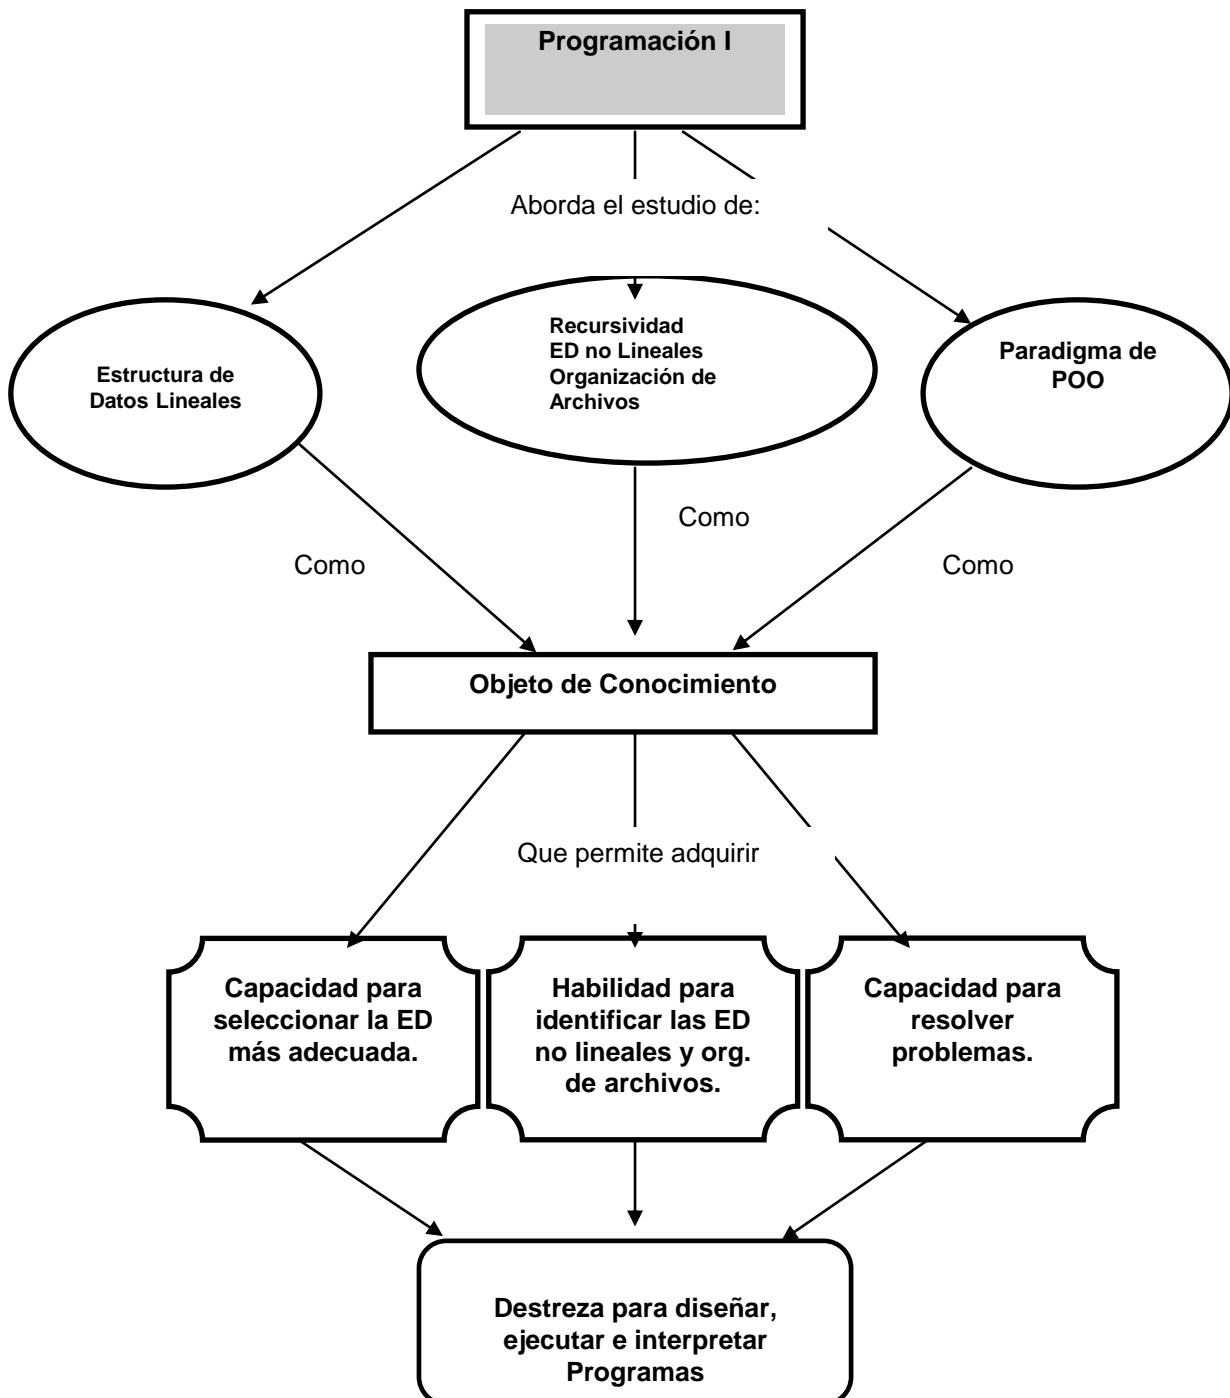 Programación I
Aborda el estudio de:
Estructura de
Datos Lineales
Recursividad
ED no Lineales
Organización de
Archivos
Paradigma de
POO
Como
Como
Como
Objeto de Conocimiento
Que permite adquirir
Capacidad para
seleccionar la ED
más adecuada.
Habilidad para
identificar las ED
no lineales y org.
de archivos.
Capacidad para
resolver
problemas.
Destreza para diseñar,
ejecutar e interpretar
Programas